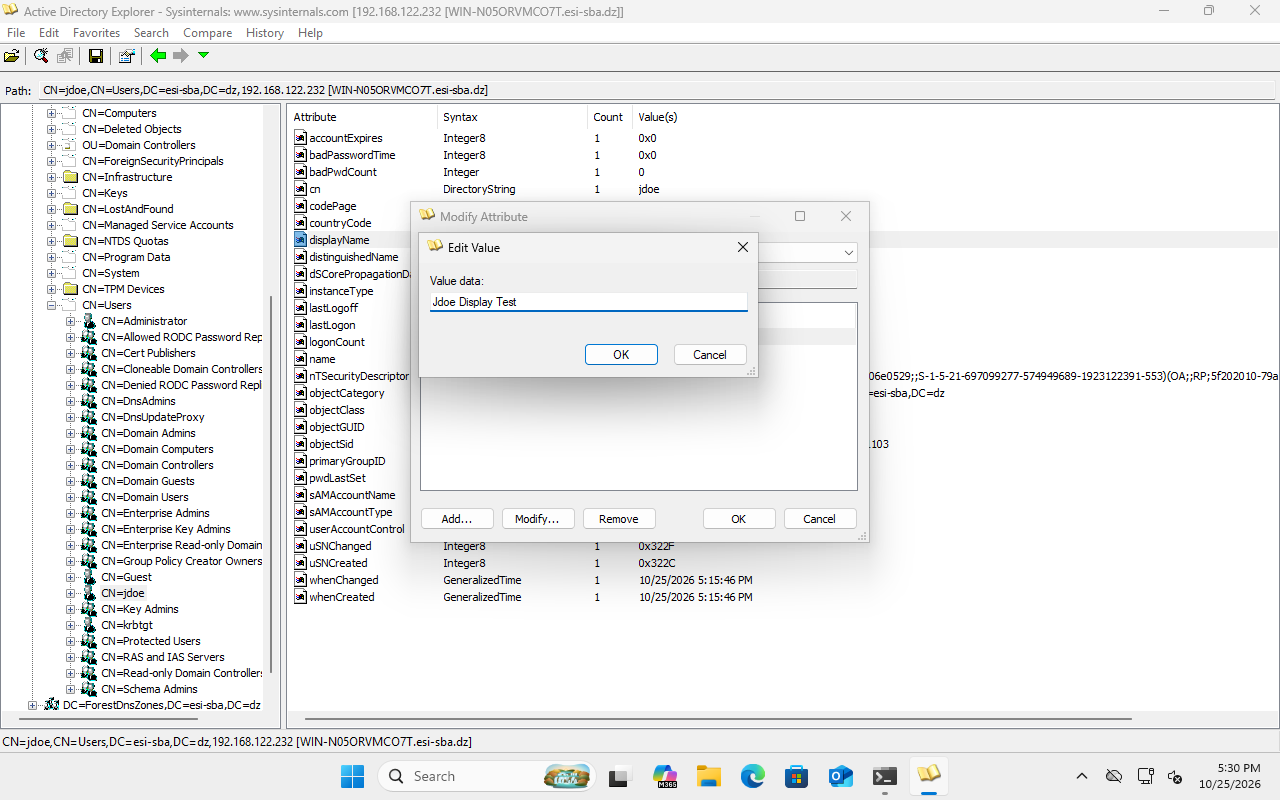 Active Directory Explorer - Sysinternals: www.sysinternals.com [192.168.122.232 [WIN-N05ORVMCO7T.esi-sba.dz]]
File Edit Favorites Search Compare History Help
Path: CN=jdoe,CN=Users,DC=esi-sba,DC=dz,192.168.122.232 [WIN-N05ORVMCO7T.esi-sba.dz]
CN=Computers
CN=Deleted Objects
OU=Domain Controllers
CN=ForeignSecurityPrincipals
CN=Infrastructure
CN=Keys
CN=LostAndFound
CN=Managed Service Accounts
CN=NTDS Quotas
CN=Program Data
CN=System
CN=TPM Devices
CN=Users
CN=Administrator
CN=Allowed RODC Password Rep
CN=Cert Publishers
CN=Cloneable Domain Controllers
CN=Denied RODC Password Repl
CN=DnsAdmins
CN=DnsUpdateProxy
CN=Domain Admins
CN=Domain Computers
CN=Domain Controllers
CN=Domain Guests
CN=Domain Users
CN=Enterprise Admins
CN=Enterprise Key Admins
CN=Enterprise Read-only Domain
CN=Group Policy Creator Owners
CN=Guest
CN=jdoe
CN=Key Admins
CN=krbtgt
CN=Protected Users
CN=RAS and IAS Servers
CN=Read-only Domain Controllers
CN=Schema Admins
DC=ForestDnsZones,DC=esi-sba,DC=dz
Attribute Syntax Count Value(s)
accountExpires Integer8 1 0x0
badPasswordTime Integer8 1 0x0
badPwdCount Integer 1 0
cn DirectoryString 1 jdoe
codePage
countryCode
displayName
distinguishedName
dSCorePropagationDa
instanceType
lastLogoff
lastLogon
logonCount
name
nTSecurityDescriptor 06e0529;;S-1-5-21-697099277-574949689-1923122391-553)(OA;;RP;5f202010-79a
objectCategory =esi-sba,DC=dz
objectClass
objectGUID
objectSid 103
primaryGroupID
pwdLastSet
sAMAccountName
sAMAccountType
userAccountControl
uSNChanged Integer8 1 0x322F
uSNCreated Integer8 1 0x322C
whenChanged GeneralizedTime 1 10/25/2026 5:15:46 PM
whenCreated GeneralizedTime 1 10/25/2026 5:15:46 PM
Modify Attribute
Edit Value
Value data:
Jdoe Display Test
OK Cancel
Add... Modify... Remove OK Cancel
CN=jdoe,CN=Users,DC=esi-sba,DC=dz,192.168.122.232 [WIN-N05ORVMCO7T.esi-sba.dz]
Search
M365
5:30 PM
10/25/2026